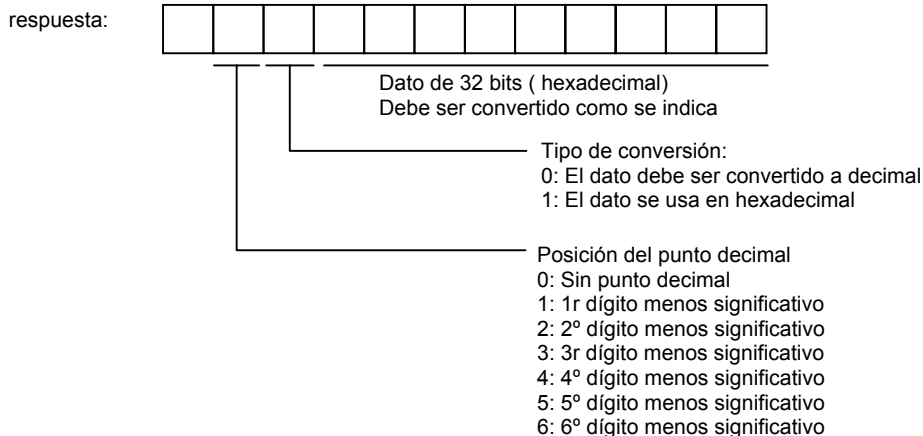 respuesta:
Dato de 32 bits ( hexadecimal)
Debe ser convertido como se indica
Tipo de conversión:
0: El dato debe ser convertido a decimal
1: El dato se usa en hexadecimal
Posición del punto decimal
0: Sin punto decimal
1: 1r dígito menos significativo
2: 2º dígito menos significativo
3: 3r dígito menos significativo
4: 4º dígito menos significativo
5: 5º dígito menos significativo
6: 6º dígito menos significativo